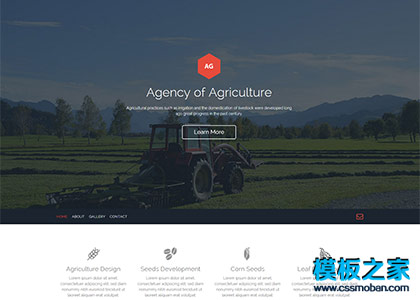 AG
Agency of Agriculture
Agricultural practices such as irrigation and the domestication of livestock were developed long
ago great progress in the past century.
Learn More
HOME ABOUT GALLERY CONTACT
Agriculture Design
Seeds Development
Corn Seeds
Leaf
Lorem ipsum dolor sit amet,
consectetuer adipiscing
elit, sed diam
nonummy nibh euismod
tincidunt ut laoreet dolore
aliquam erat volutpat
Lorem ipsum dolor sit amet,
consectetuer adipiscing
elit, sed diam
nonummy nibh euismod
tincidunt ut laoreet dolore
aliquam erat volutpat
Lorem ipsum dolor sit amet,
consectetuer adipiscing
elit, sed diam
nonummy nibh euismod
tincidunt ut laoreet dolore
aliquam erat volutpat
模板之家
www.cssmoban.com